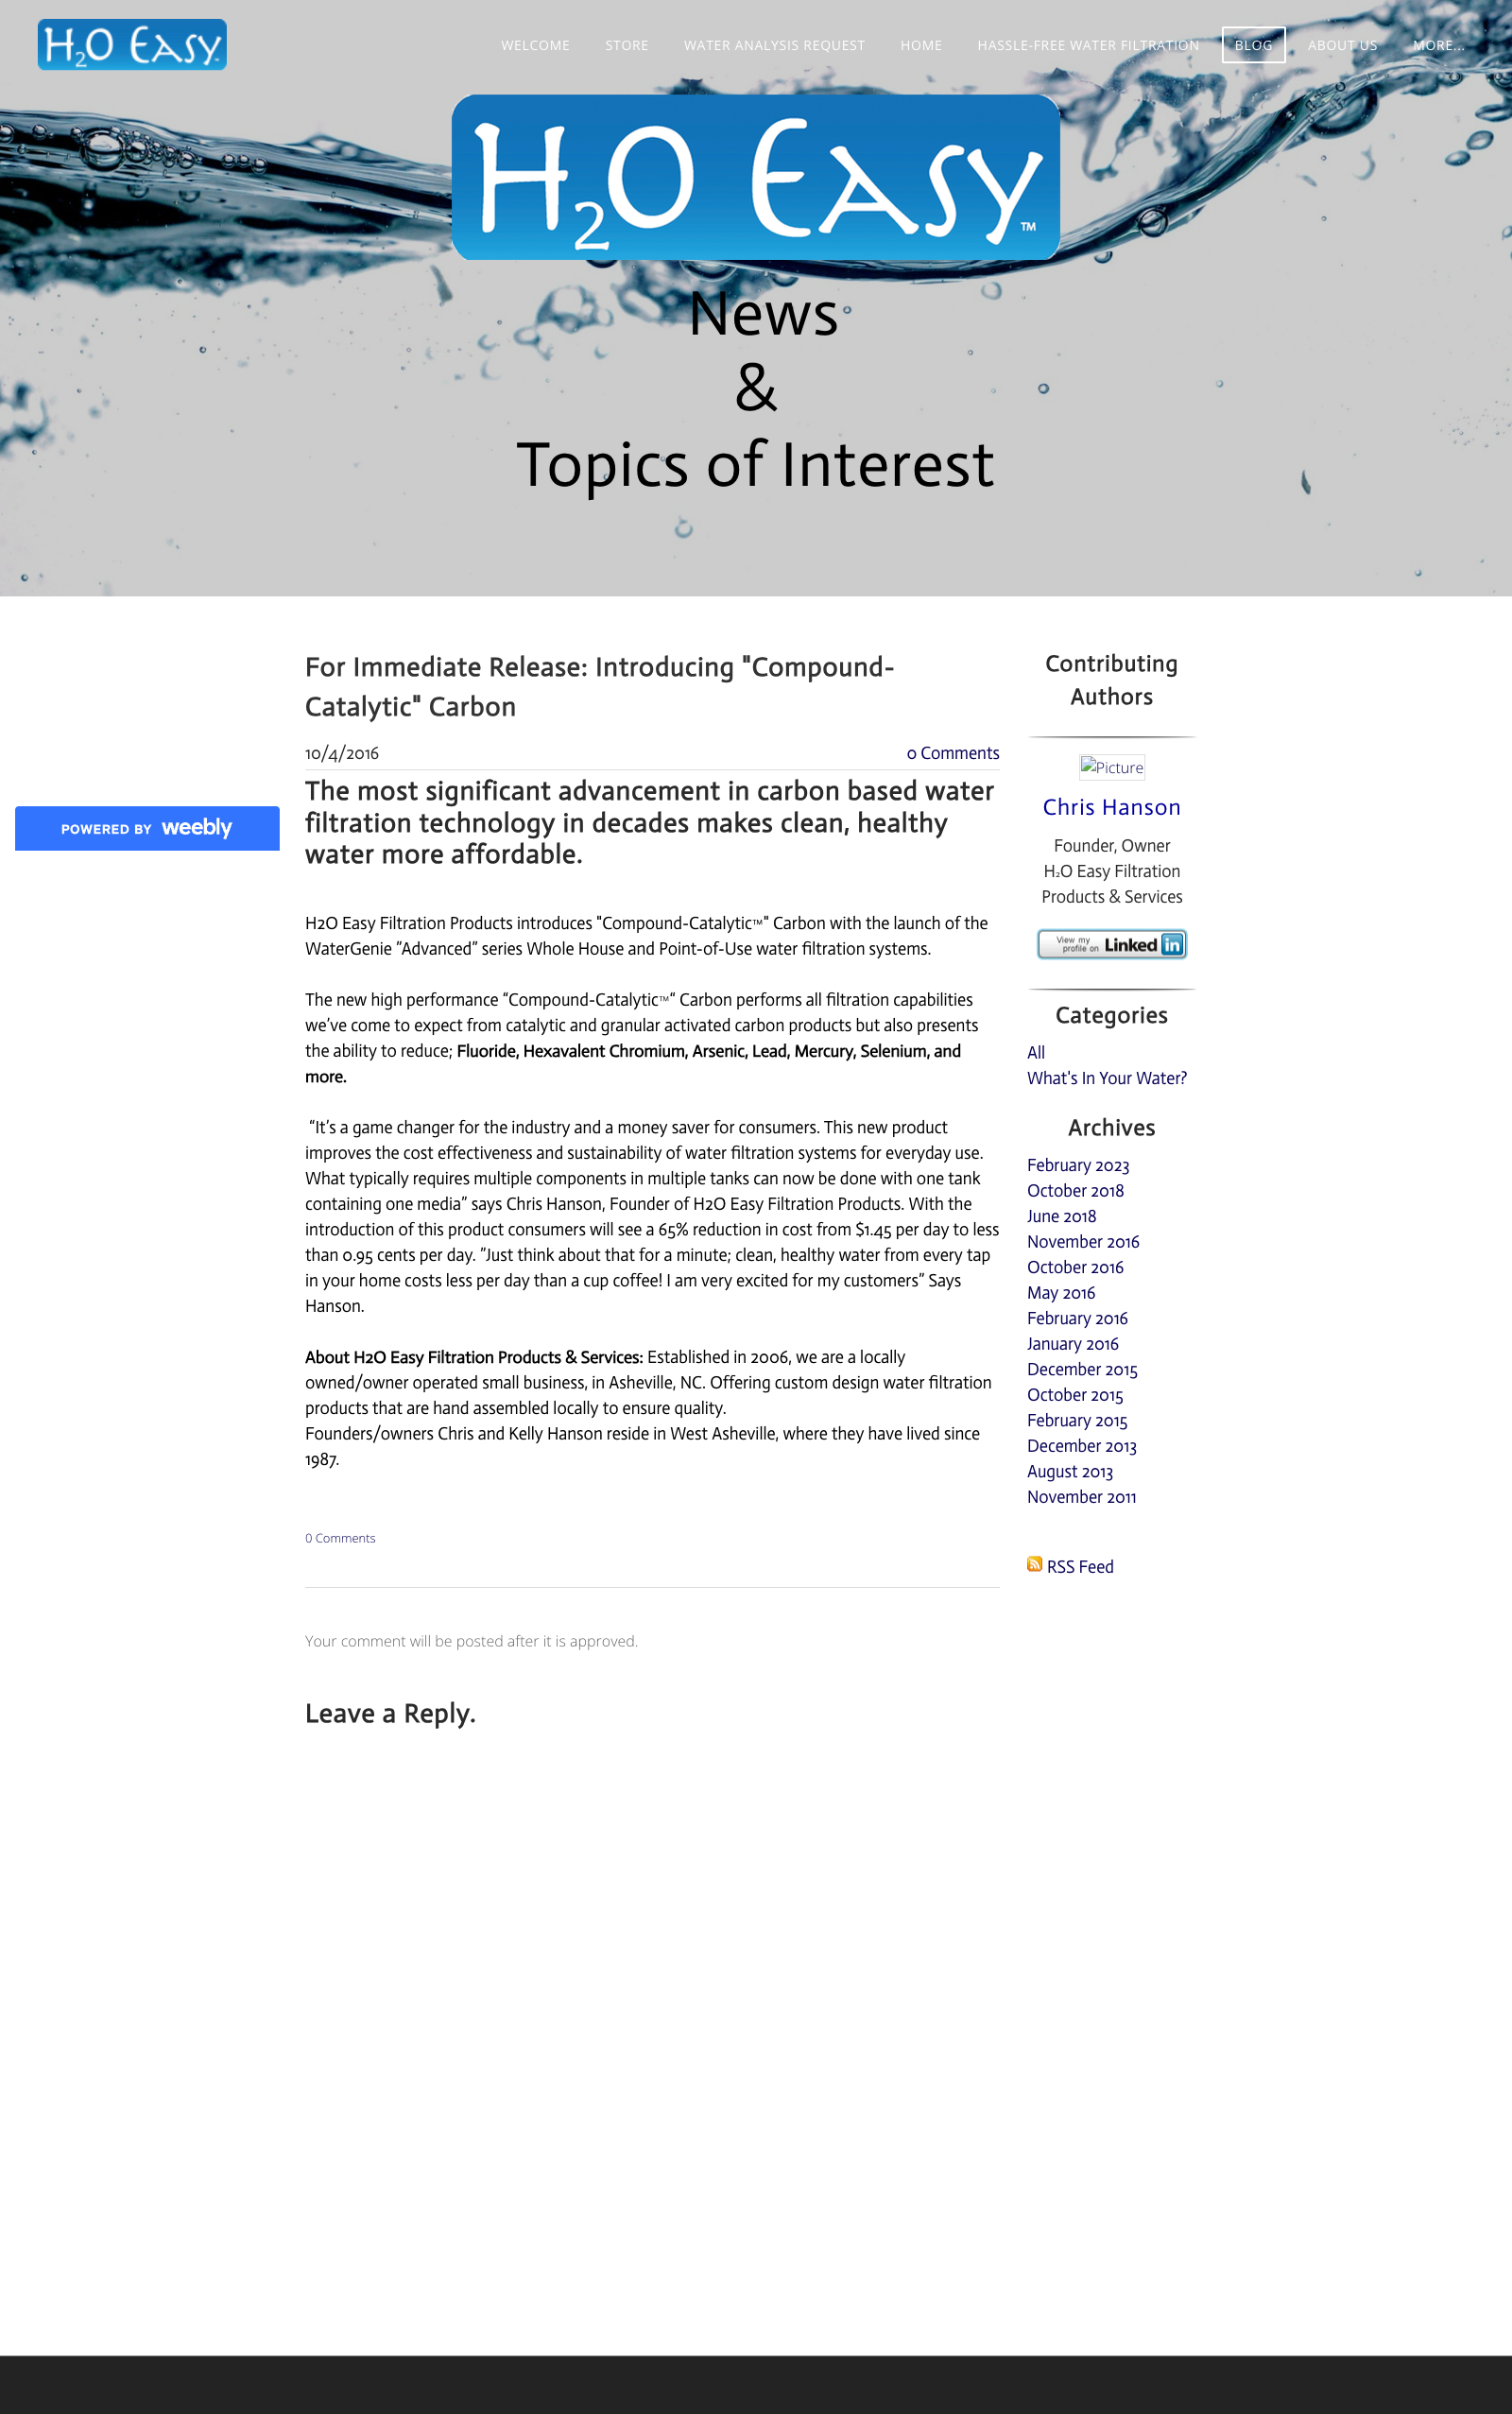 H2O Easy™
WELCOME
STORE
WATER ANALYSIS REQUEST
HOME
HASSLE-FREE WATER FILTRATION
BLOG
ABOUT US
MORE...
H2O Easy™
News
&
Topics of Interest
For Immediate Release: Introducing "Compound-
Catalytic" Carbon
10/4/2016
0 Comments
The most significant advancement in carbon based water
filtration technology in decades makes clean, healthy
water more affordable.
H2O Easy Filtration Products introduces "Compound-Catalytic™" Carbon with the launch of the
WaterGenie “Advanced” series Whole House and Point-of-Use water filtration systems.
The new high performance “Compound-Catalytic™“ Carbon performs all filtration capabilities
we’ve come to expect from catalytic and granular activated carbon products but also presents
the ability to reduce; Fluoride, Hexavalent Chromium, Arsenic, Lead, Mercury, Selenium, and
more.
“It’s a game changer for the industry and a money saver for consumers. This new product
improves the cost effectiveness and sustainability of water filtration systems for everyday use.
What typically requires multiple components in multiple tanks can now be done with one tank
containing one media” says Chris Hanson, Founder of H2O Easy Filtration Products. With the
introduction of this product consumers will see a 65% reduction in cost from $1.45 per day to less
than 0.95 cents per day. ”Just think about that for a minute; clean, healthy water from every tap
in your home costs less per day than a cup coffee! I am very excited for my customers” Says
Hanson.
About H2O Easy Filtration Products & Services: Established in 2006, we are a locally
owned/owner operated small business, in Asheville, NC. Offering custom design water filtration
products that are hand assembled locally to ensure quality.
Founders/owners Chris and Kelly Hanson reside in West Asheville, where they have lived since
1987.
0 Comments
Your comment will be posted after it is approved.
Leave a Reply.
Contributing
Authors
Picture
Chris Hanson
Founder, Owner
H2O Easy Filtration
Products & Services
View my
profile on Linked in
Categories
All
What's In Your Water?
Archives
February 2023
October 2018
June 2018
November 2016
October 2016
May 2016
February 2016
January 2016
December 2015
October 2015
February 2015
December 2013
August 2013
November 2011
RSS Feed
POWERED BY weebly